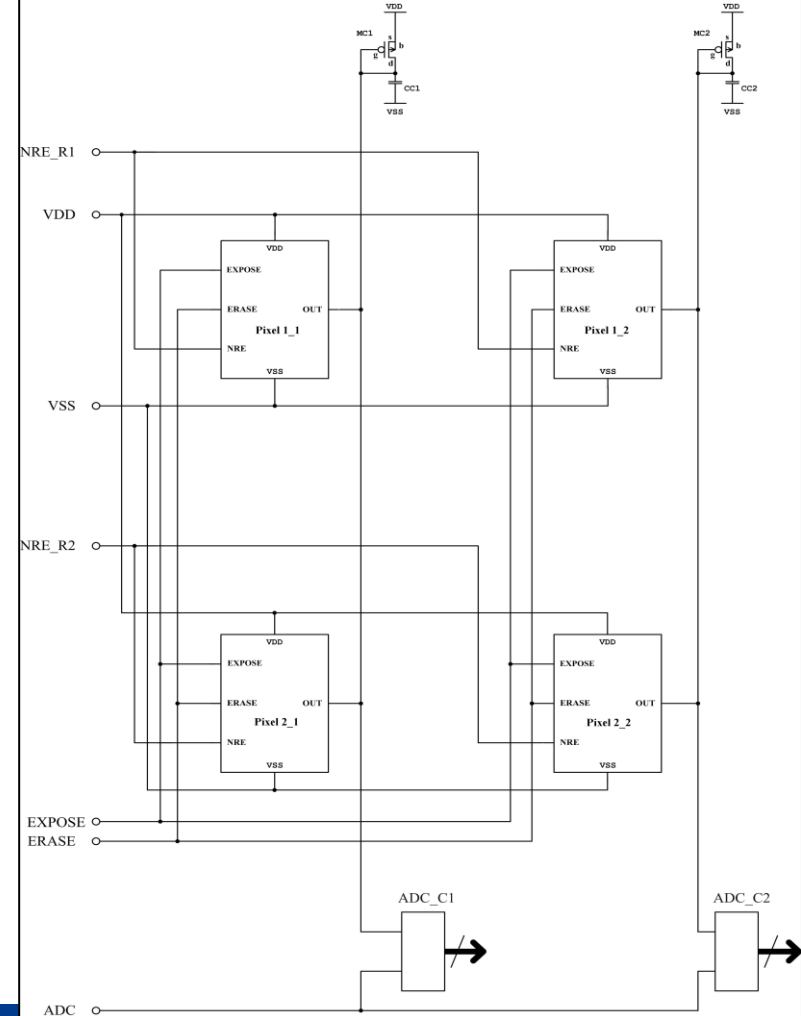 VDD
VDD
MC1
s
b
g
d
CC1
VSS
MC2
s
b
g
d
CC2
VSS
NRE_R1
VDD
VDD
EXPOSE
ERASE
OUT
Pixel 1_1
NRE
VSS
VDD
EXPOSE
ERASE
OUT
Pixel 1_2
NRE
VSS
VSS
NRE_R2
VDD
EXPOSE
ERASE
OUT
Pixel 2_1
NRE
VSS
VDD
EXPOSE
ERASE
OUT
Pixel 2_2
NRE
VSS
EXPOSE
ERASE
ADC_C1
ADC_C2
ADC